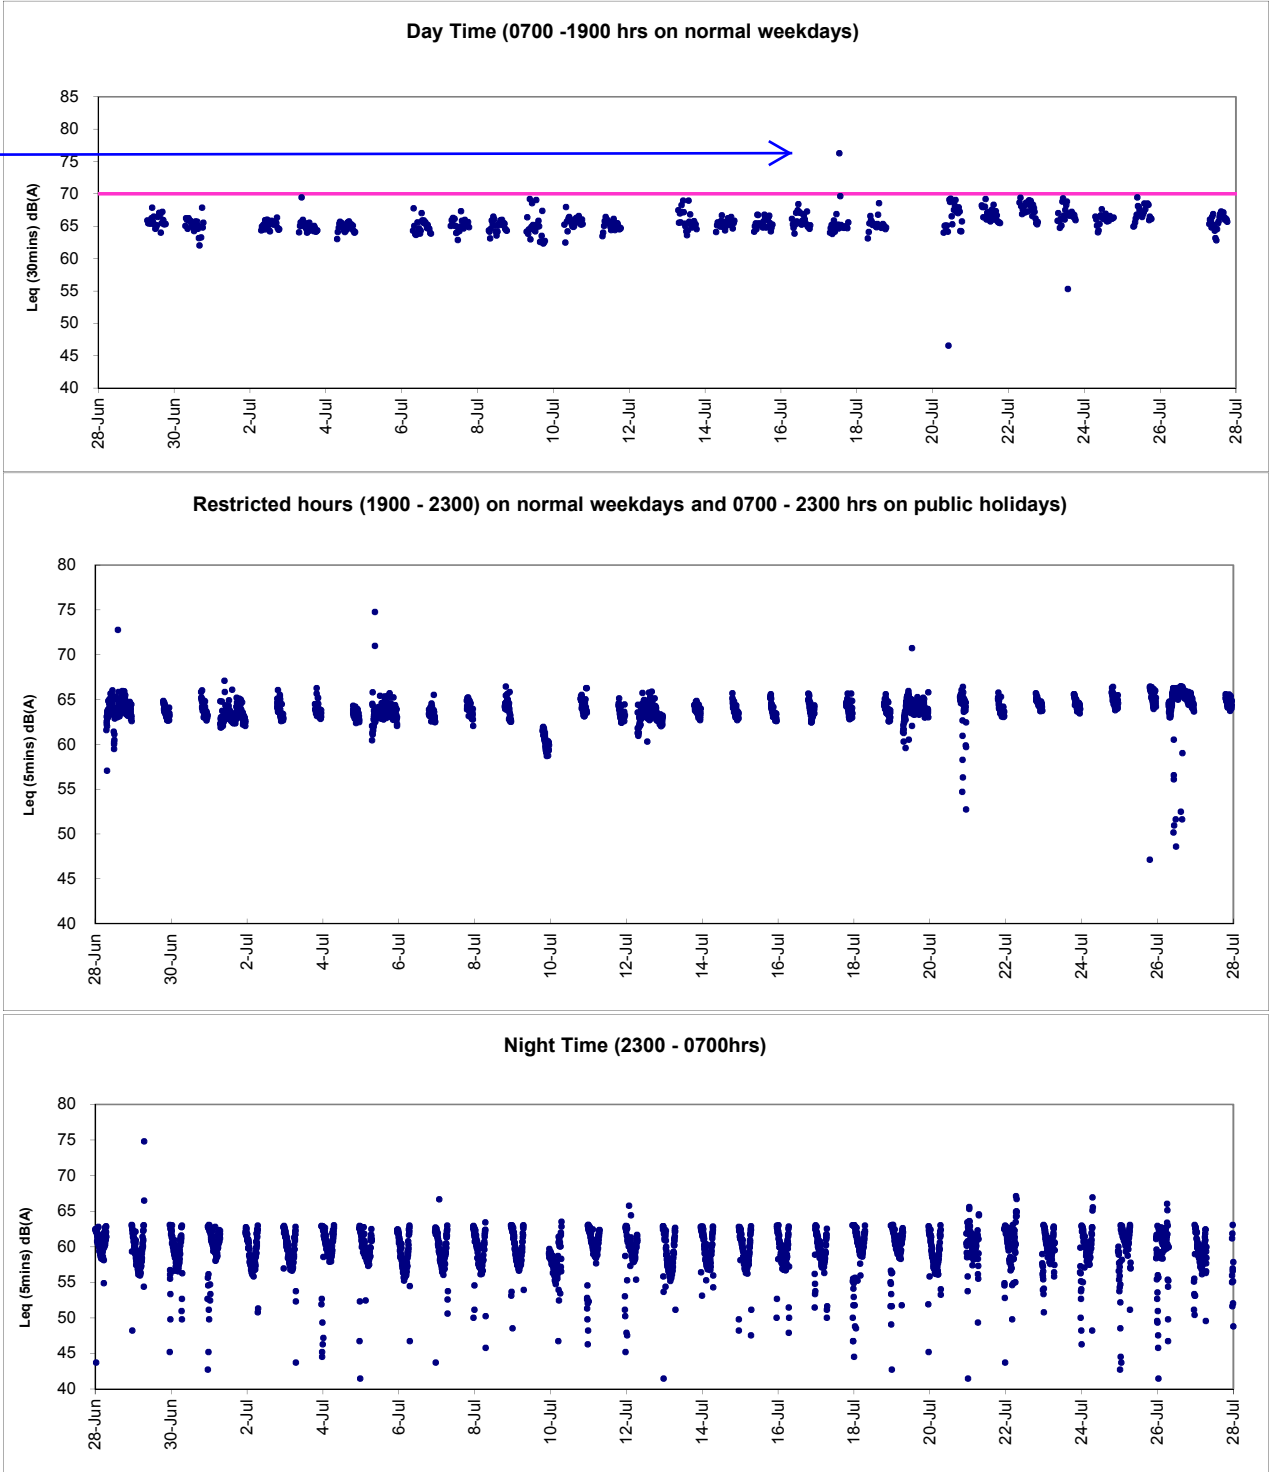 Day Time (0700 -1900 hrs on normal weekdays)
Leq (30mins) dB(A)
85
80
75
70
65
60
55
50
45
40
28-Jun
30-Jun
2-Jul
4-Jul
6-Jul
8-Jul
10-Jul
12-Jul
14-Jul
16-Jul
18-Jul
20-Jul
22-Jul
24-Jul
26-Jul
28-Jul
Restricted hours (1900 - 2300) on normal weekdays and 0700 - 2300 hrs on public holidays)
Leq (5mins) dB(A)
80
75
70
65
60
55
50
45
40
28-Jun
30-Jun
2-Jul
4-Jul
6-Jul
8-Jul
10-Jul
12-Jul
14-Jul
16-Jul
18-Jul
20-Jul
22-Jul
24-Jul
26-Jul
28-Jul
Night Time (2300 - 0700hrs)
Leq (5mins) dB(A)
80
75
70
65
60
55
50
45
40
28-Jun
30-Jun
2-Jul
4-Jul
6-Jul
8-Jul
10-Jul
12-Jul
14-Jul
16-Jul
18-Jul
20-Jul
22-Jul
24-Jul
26-Jul
28-Jul